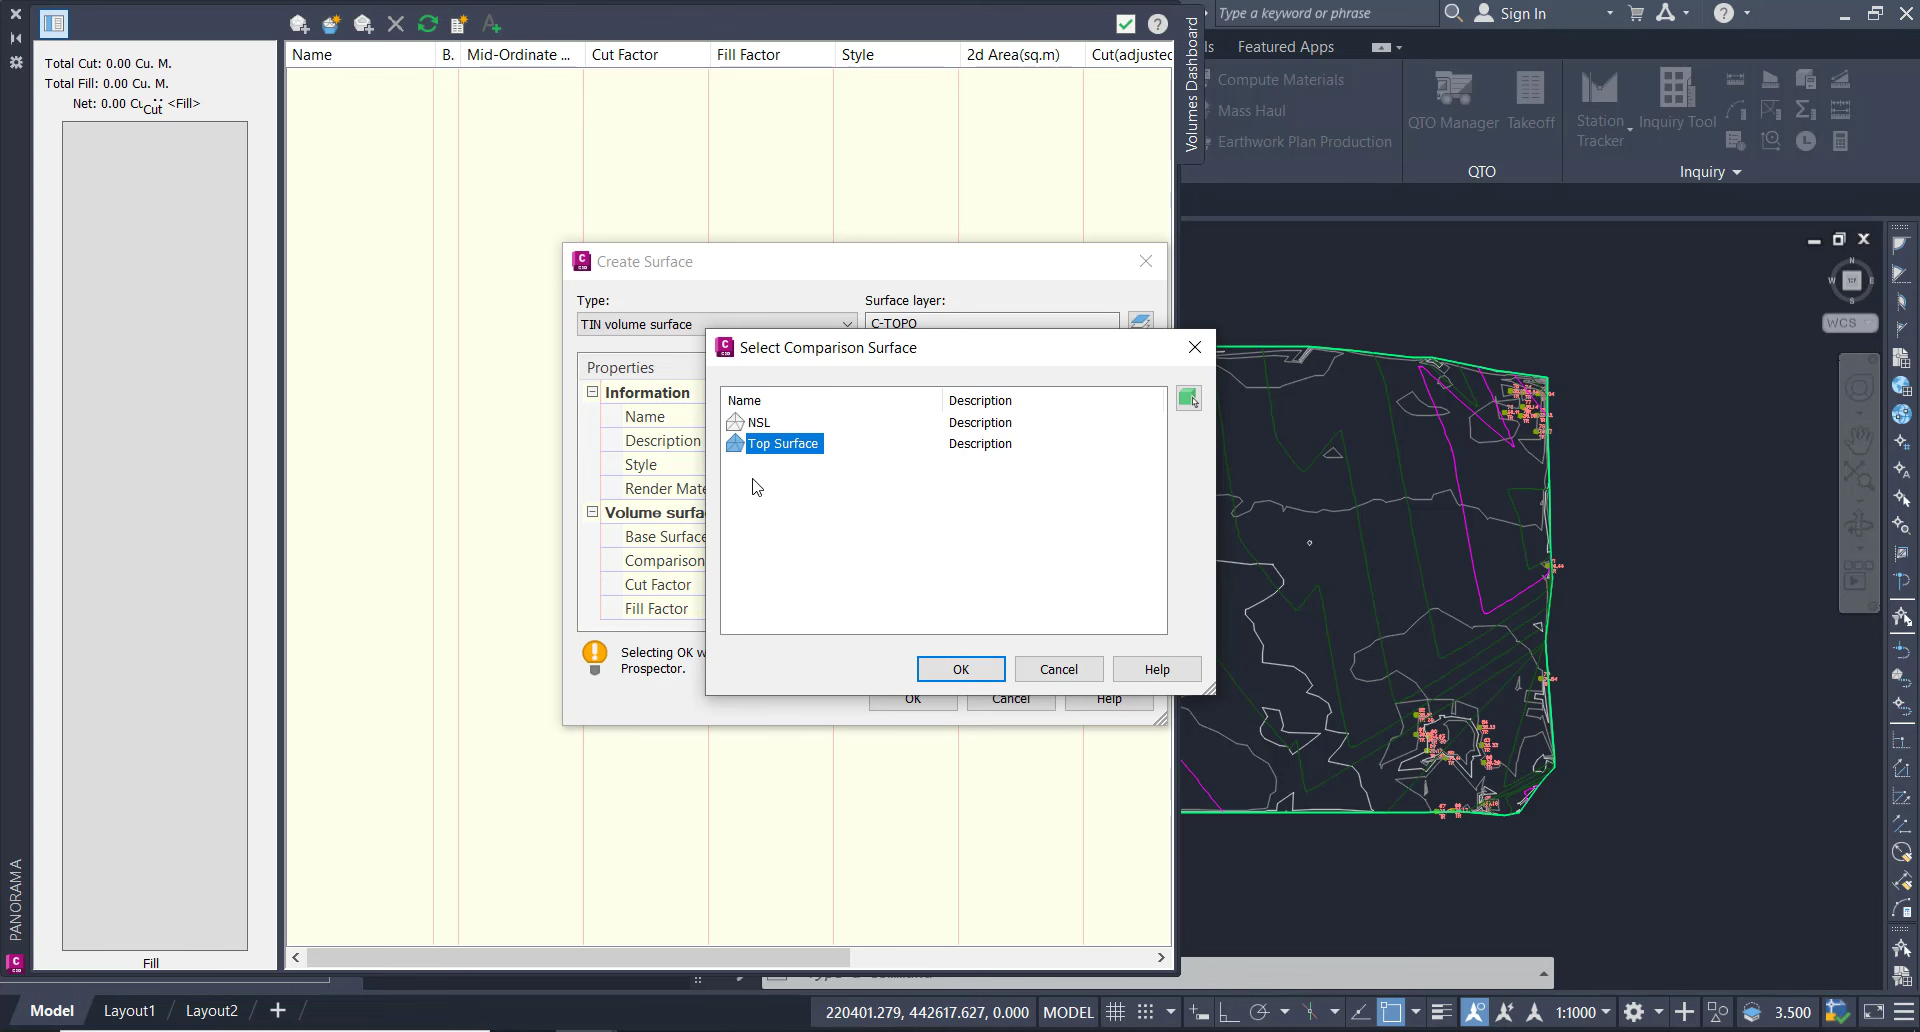 Total Cut: 0.00 Cu. M.
Total Fill: 0.00 Cu. M.
Net: 0.00 Cu. <Fill>
Cut
Fill
PANORAMA
Name
B.
Mid-Ordinate ...
Cut Factor
Fill Factor
Style
2d Area(sq.m)
Cut(adjusted
Volumes Dashboard
Type a keyword or phrase
Sign In
ls
Featured Apps
Compute Materials
Mass Haul
Earthwork Plan Production
QTO Manager
Takeoff
QTO
Station
Tracker
Inquiry Tool
Inquiry
Create Surface
Type:
TIN volume surface
Surface layer:
C-TOPO
Properties
Information
Name
Description
Style
Render Mate
Volume surfa
Base Surface
Comparison
Cut Factor
Fill Factor
Selecting OK w
Prospector.
OK
Cancel
Help
Select Comparison Surface
Name
Description
NSL
Description
Top Surface
Description
OK
Cancel
Help
N
W
E
S
WCS
Model
Layout1
Layout2
220401.279, 442617.627, 0.000
MODEL
1:1000
3.500